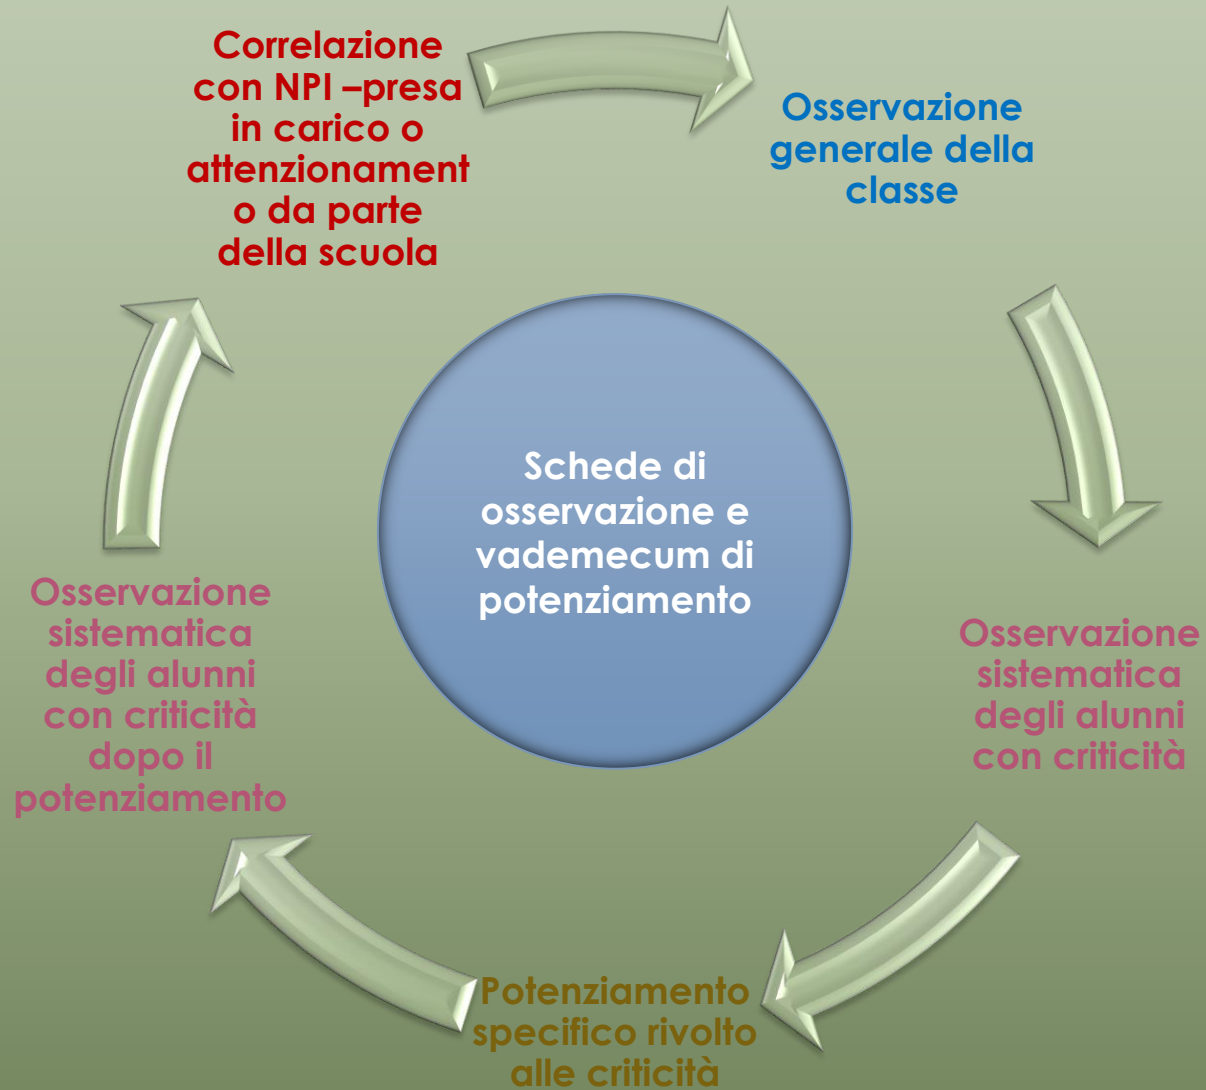 Correlazione
con NPI –presa
in carico o
attenzionament
o da parte
della scuola
Osservazione
generale della
classe
Schede di
osservazione e
vademecum di
potenziamento
Osservazione
sistematica
degli alunni
con criticità
Potenziamento
specifico rivolto
alle criticità
Osservazione
sistematica
degli alunni
con criticità
dopo il
potenziamento